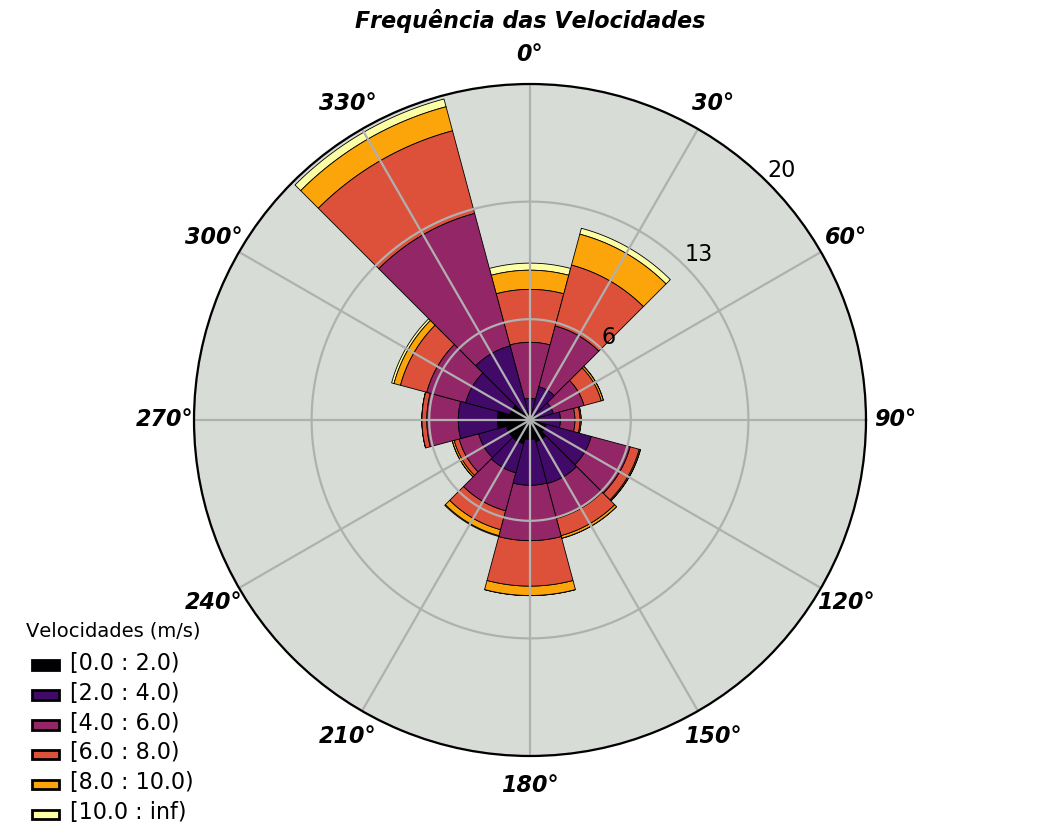 Frequência das Velocidades
0°
330°
30°
20
300°
60°
13
6
270°
90°
240°
120°
210°
150°
180°
Velocidades (m/s)
[0.0 : 2.0)
[2.0 : 4.0)
[4.0 : 6.0)
[6.0 : 8.0)
[8.0 : 10.0)
[10.0 : inf)